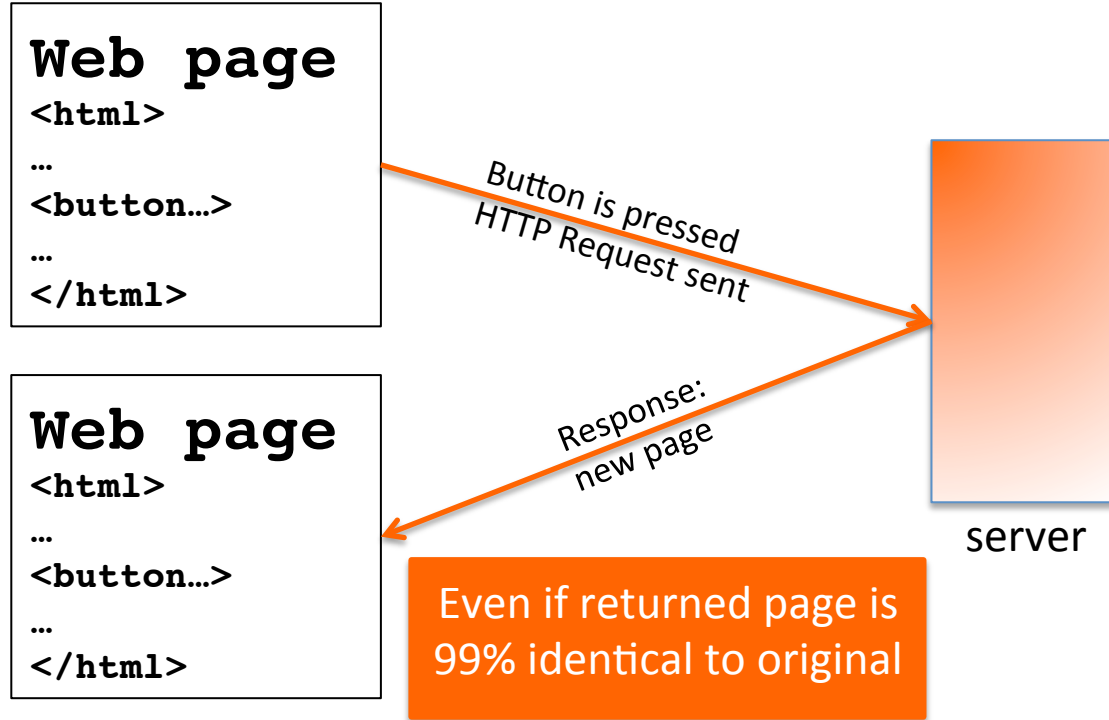 Web page
<html>
…
<button…>
…
</html>
Button is pressed
HTTP Request sent
server
Response:
new page
Web page
<html>
…
<button…>
…
</html>
Even if returned page is
99% identical to original